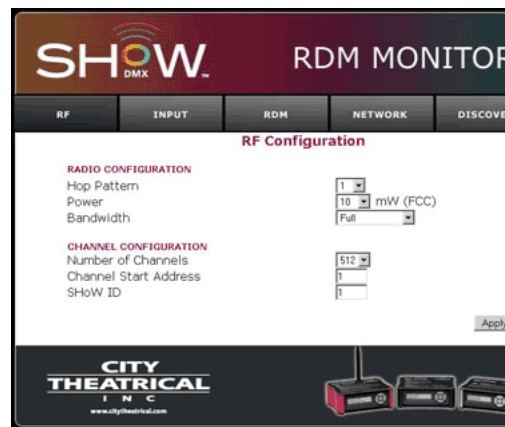 SHOW DMX ™ RDM MONITOR
RF INPUT RDM NETWORK DISCOVE
RF Configuration
RADIO CONFIGURATION
Hop Pattern 1
Power 10 mW (FCC)
Bandwidth Full
CHANNEL CONFIGURATION
Number of Channels 512
Channel Start Address 1
SHoW ID 1
Apply
CITY
THEATRICAL
I N C
www.citytheatrical.com